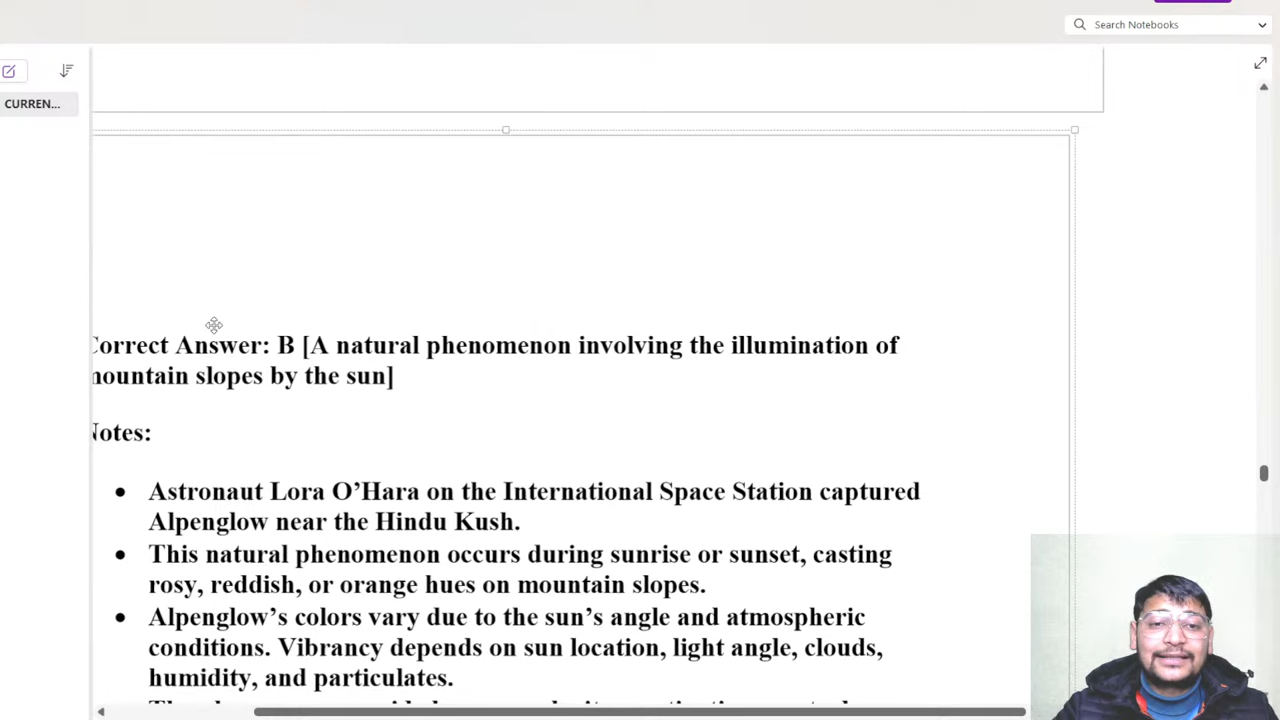 Search Notebooks
CURREN...
Correct Answer: B [A natural phenomenon involving the illumination of
mountain slopes by the sun]
Notes:
Astronaut Lora O’Hara on the International Space Station captured
Alpenglow near the Hindu Kush.
This natural phenomenon occurs during sunrise or sunset, casting
rosy, reddish, or orange hues on mountain slopes.
Alpenglow’s colors vary due to the sun’s angle and atmospheric
conditions. Vibrancy depends on sun location, light angle, clouds,
humidity, and particulates.